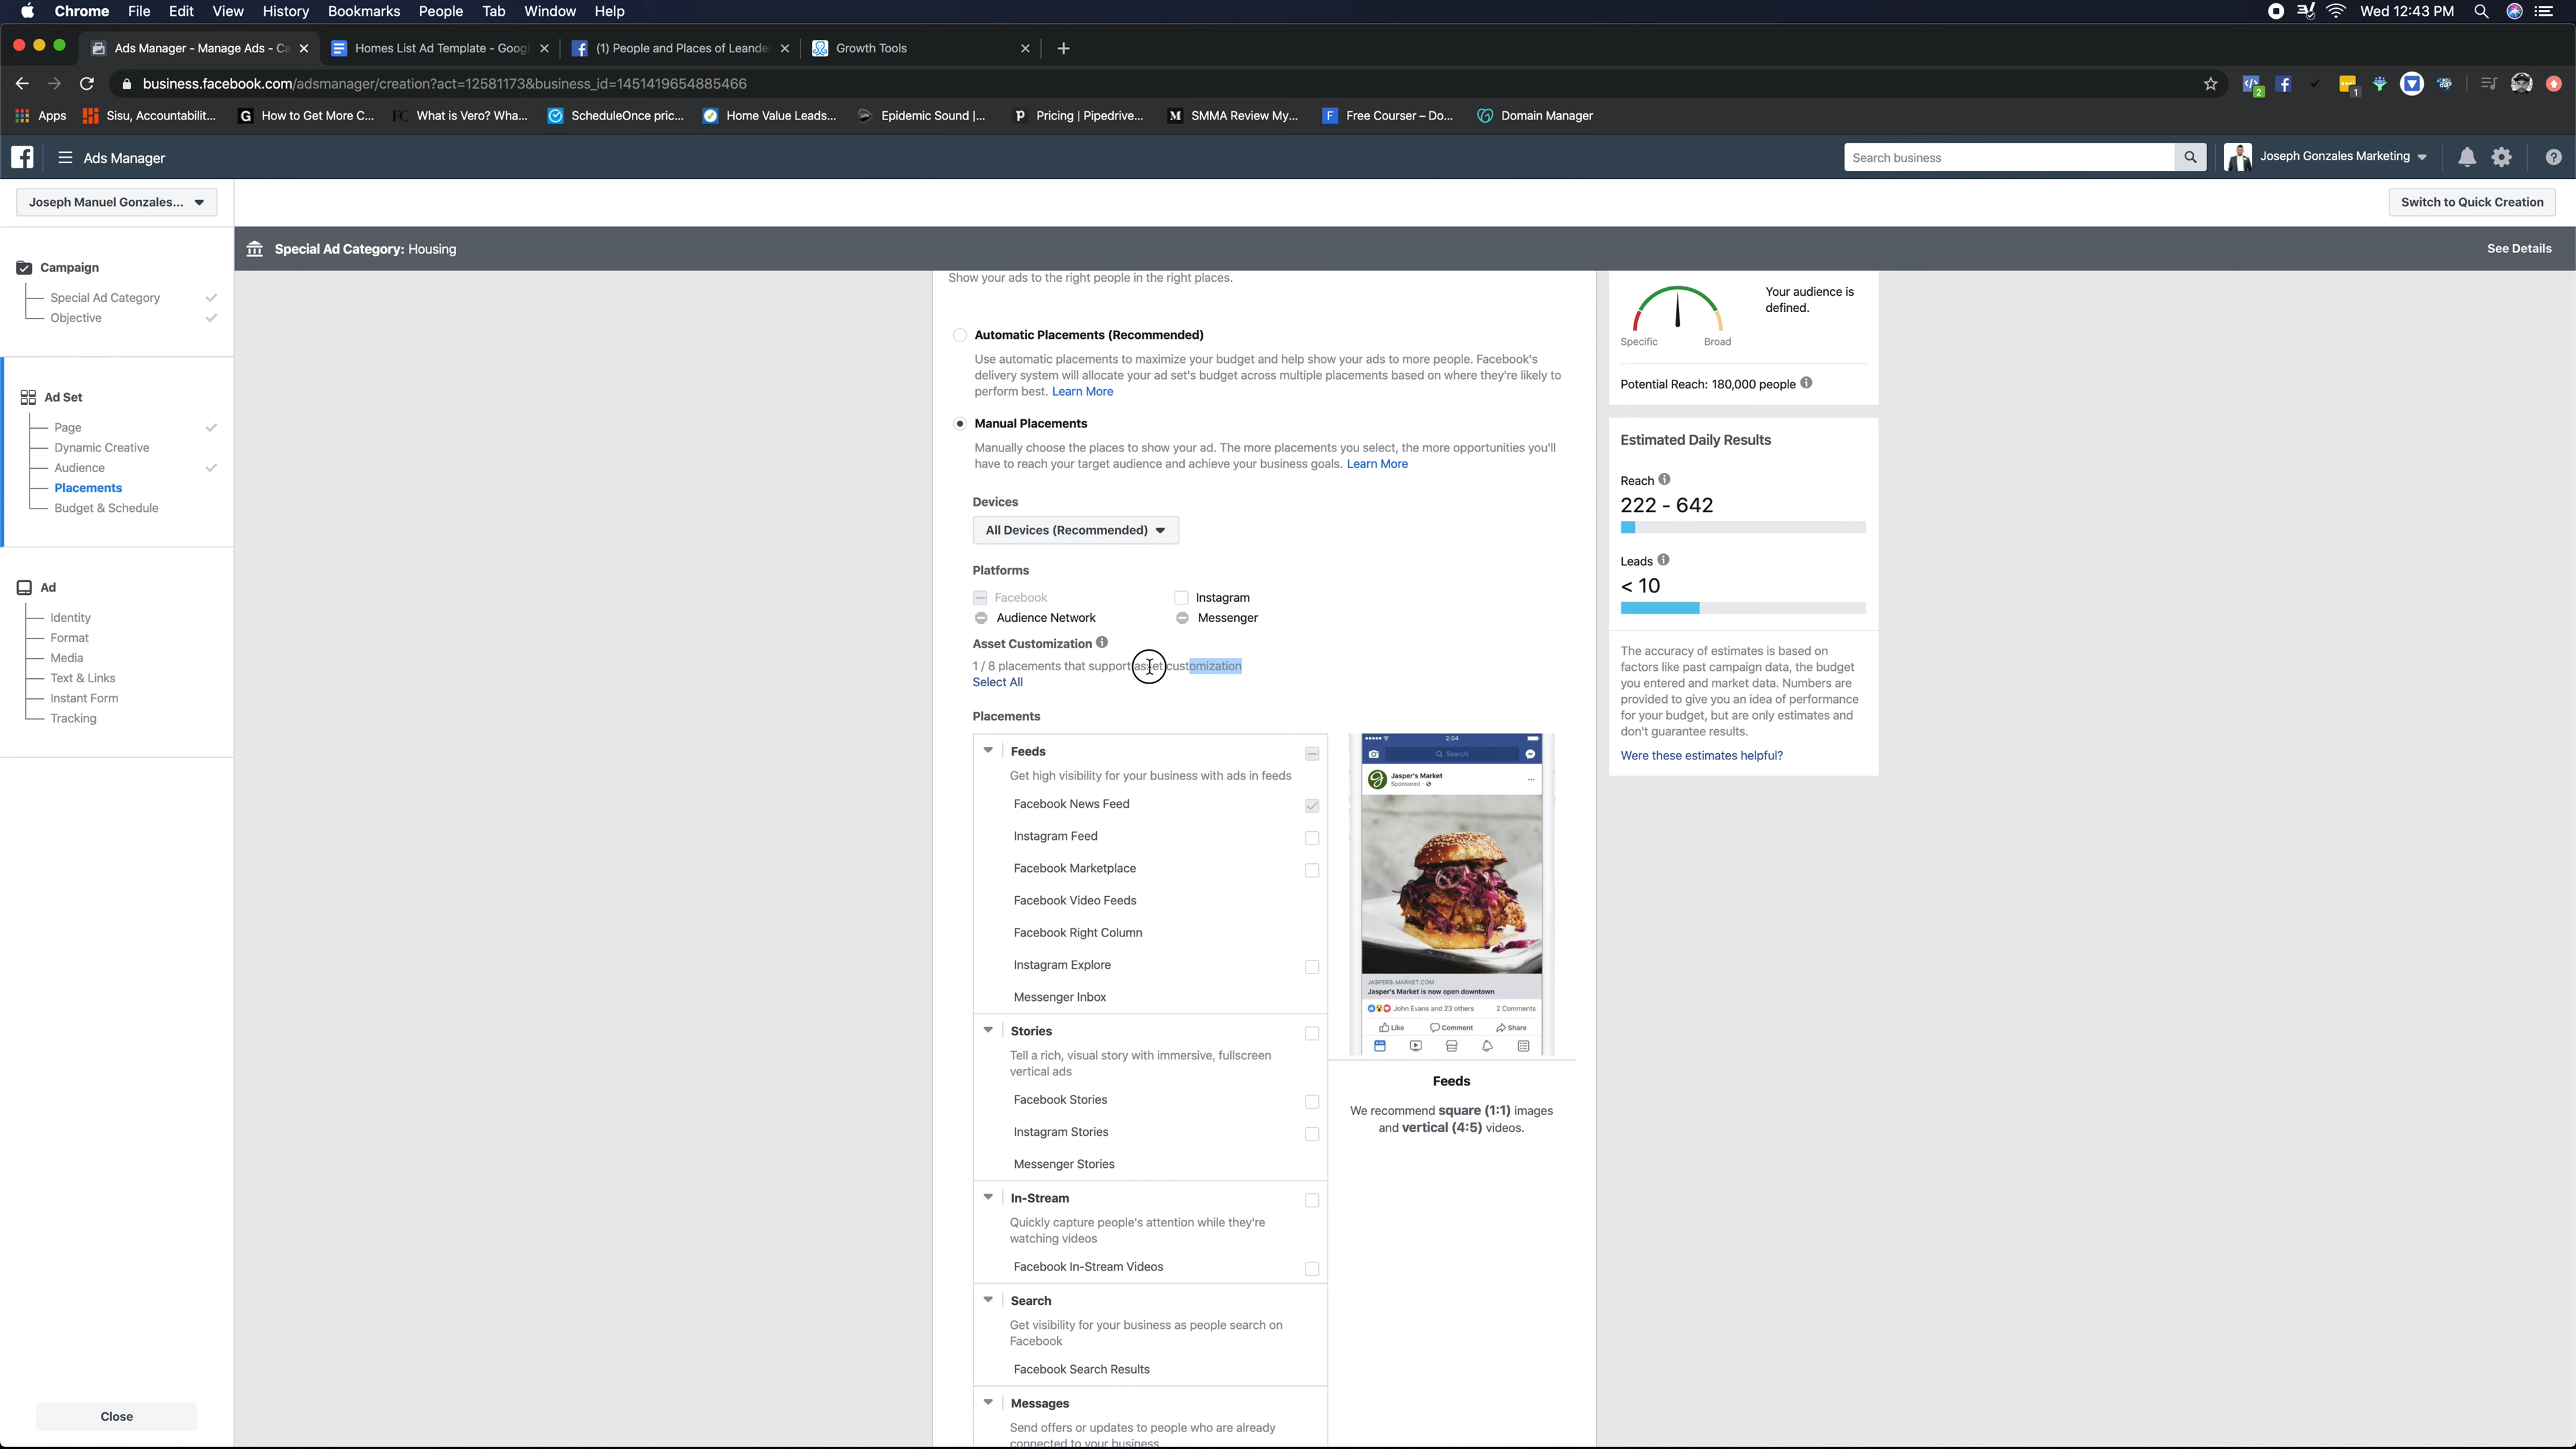 Chrome File Edit View History Bookmarks People Tab Window Help
Wed 12:43 PM
Ads Manager - Manage Ads - Ca
Homes List Ad Template - Goog
(1) People and Places of Leander
Growth Tools
business.facebook.com/adsmanager/creation?act=12581173&business_id=1451419654885466
2
1
Apps
Sisu, Accountabilit...
How to Get More C...
What is Vero? Wha...
ScheduleOnce pric...
Home Value Leads...
Epidemic Sound |...
Pricing | Pipedrive...
SMMA Review My...
Free Courser – Do...
Domain Manager
Ads Manager
Search business
Joseph Gonzales Marketing
Joseph Manuel Gonzales...
Switch to Quick Creation
Special Ad Category: Housing
See Details
Campaign
Special Ad Category
Objective
Ad Set
Page
Dynamic Creative
Audience
Placements
Budget & Schedule
Ad
Identity
Format
Media
Text & Links
Instant Form
Tracking
Close
Show your ads to the right people in the right places.
Automatic Placements (Recommended)
Use automatic placements to maximize your budget and help show your ads to more people. Facebook's
delivery system will allocate your ad set's budget across multiple placements based on where they're likely to
perform best. Learn More
Manual Placements
Manually choose the places to show your ad. The more placements you select, the more opportunities you'll
have to reach your target audience and achieve your business goals. Learn More
Devices
All Devices (Recommended)
Platforms
Facebook
Instagram
Audience Network
Messenger
Asset Customization
1 / 8 placements that support asset customization
Select All
Placements
Feeds
Get high visibility for your business with ads in feeds
Facebook News Feed
Instagram Feed
Facebook Marketplace
Facebook Video Feeds
Facebook Right Column
Instagram Explore
Messenger Inbox
Stories
Tell a rich, visual story with immersive, fullscreen
vertical ads
Facebook Stories
Instagram Stories
Messenger Stories
In-Stream
Quickly capture people's attention while they're
watching videos
Facebook In-Stream Videos
Search
Get visibility for your business as people search on
Facebook
Facebook Search Results
Messages
Send offers or updates to people who are already
connected to your business
2:04
Search
Jasper's Market
Sponsored
JASPERS-MARKET.COM
Jasper's Market is now open downtown
John Evans and 23 others
2 Comments
Like
Comment
Share
Feeds
We recommend square (1:1) images
and vertical (4:5) videos.
Your audience is
defined.
Specific
Broad
Potential Reach: 180,000 people
Estimated Daily Results
Reach
222 - 642
Leads
< 10
The accuracy of estimates is based on
factors like past campaign data, the budget
you entered and market data. Numbers are
provided to give you an idea of performance
for your budget, but are only estimates and
don't guarantee results.
Were these estimates helpful?